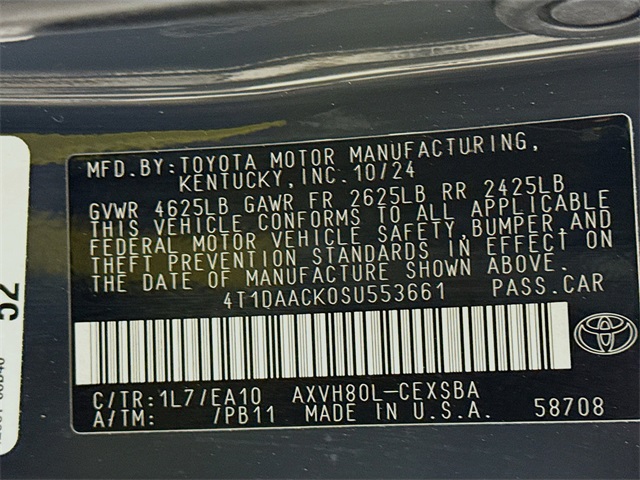 MFD.BY:TOYOTA MOTOR MANUFACTURING,
KENTUCKY,INC.10/24
GVWR 4625LB GAWR FR 2625LB RR 2425LB
THIS VEHICLE CONFORMS TO ALL APPLICABLE
FEDERAL MOTOR VEHICLE SAFETY,BUMPER,AND
THEFT PREVENTION STANDARDS IN EFFECT ON
THE DATE OF MANUFACTURE SHOWN ABOVE.
4T1DAACK0SU553661 PASS.CAR
C/TR:1L7/EA10 AXVH80L-CEXSBA
A/TM: /PB11 MADE IN U.S.A. 58708
52